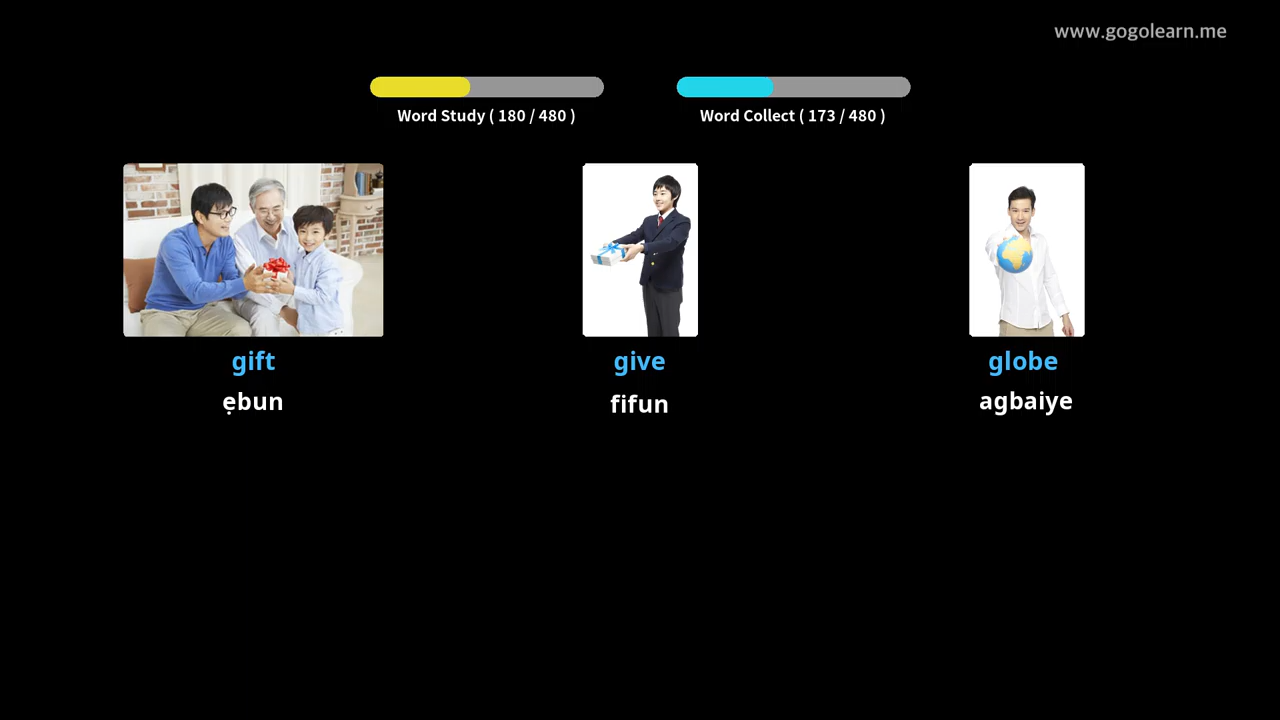 www.gogolearn.me
Word Study ( 180 / 480 )
Word Collect ( 173 / 480 )
gift
give
globe
ẹbun
fifun
agbaiye